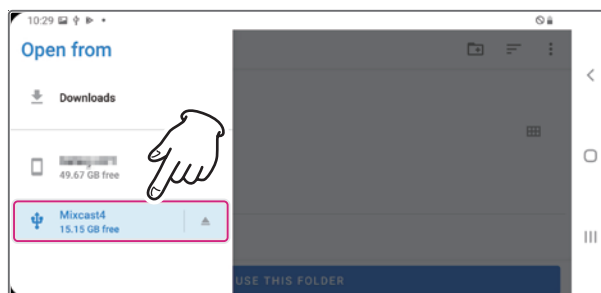 10:29
Open from
Downloads
49.67 GB free
Mixcast4
15.15 GB free
USE THIS FOLDER